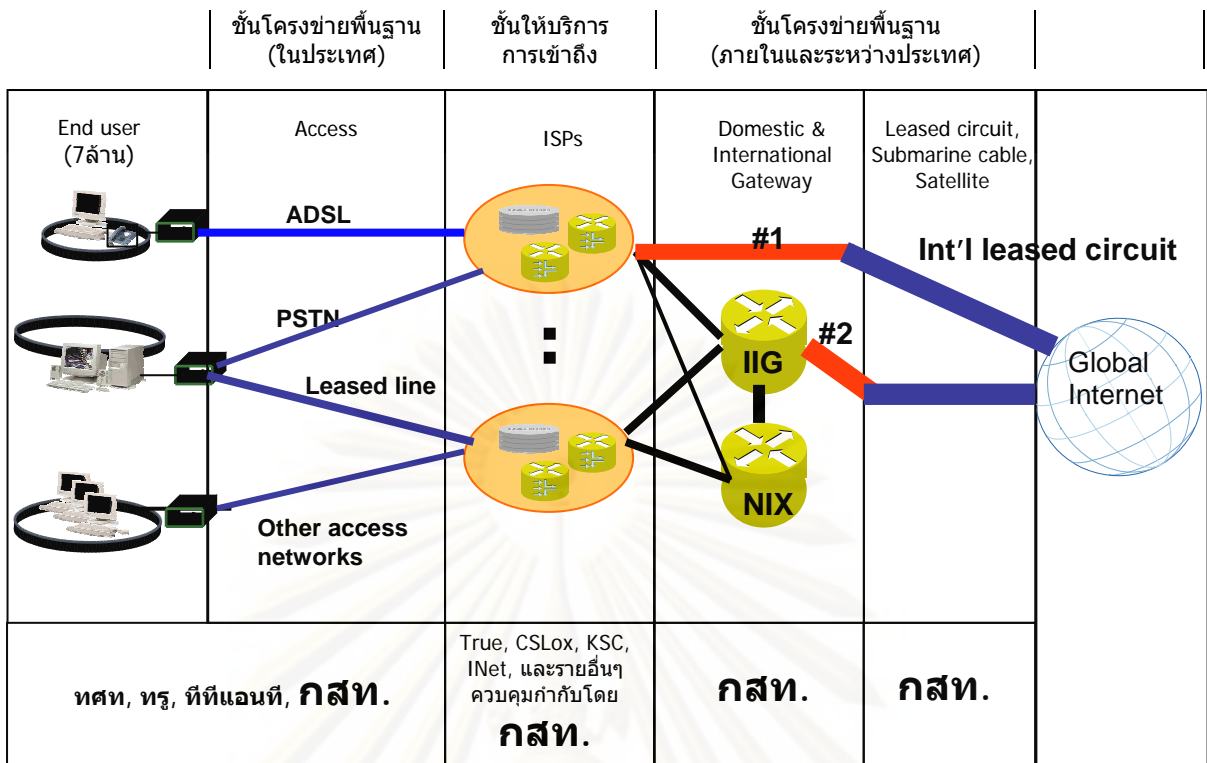 ชั้นโครงข่ายพื้นฐาน
(ในประเทศ)
ชั้นให้บริการ
การเข้าถึง
ชั้นโครงข่ายพื้นฐาน
(ภายในและระหว่างประเทศ)
End user
(7ล้าน)
Access
ISPs
Domestic &
International
Gateway
Leased circuit,
Submarine cable,
Satellite
ADSL
PSTN
Leased line
Other access
networks
:
#1
#2
IIG
NIX
Int'l leased circuit
Global
Internet
ทศท, ทรู, ทีทีแอนที, กสท.
True, CSLox, KSC,
INet, และรายอื่นๆ
ควบคุมกำกับโดย
กสท.
กสท.
กสท.